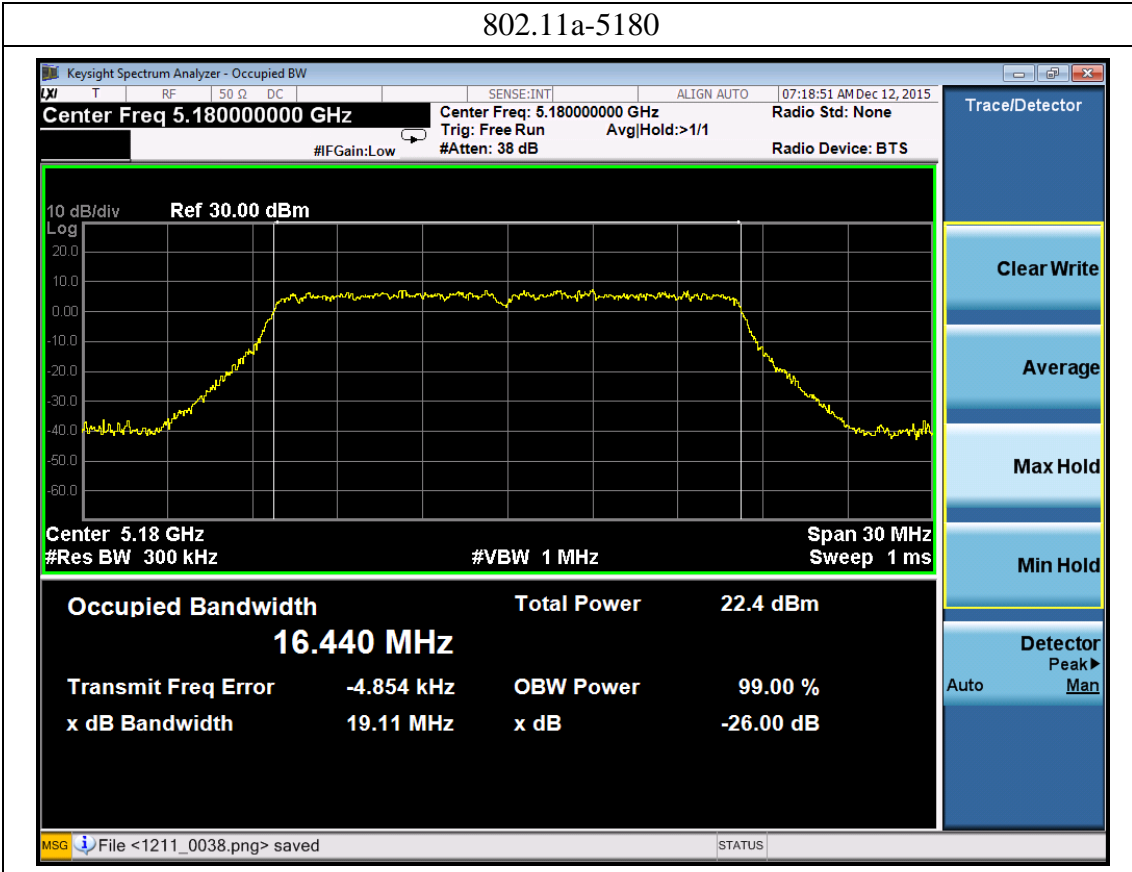 802.11a-5180
Keysight Spectrum Analyzer - Occupied BW
LXI T RF 50 Ω DC SENSE:INT ALIGN AUTO 07:18:51 AM Dec 12, 2015
Center Freq 5.180000000 GHz
#IFGain:Low
Center Freq: 5.180000000 GHz
Trig: Free Run Avg|Hold:>1/1
#Atten: 38 dB
Radio Std: None
Radio Device: BTS
Trace/Detector
10 dB/div Ref 30.00 dBm
Log
20.0
10.0
0.00
-10.0
-20.0
-30.0
-40.0
-50.0
-60.0
Center 5.18 GHz Span 30 MHz
#Res BW 300 kHz #VBW 1 MHz Sweep 1 ms
Occupied Bandwidth Total Power 22.4 dBm
16.440 MHz
Transmit Freq Error -4.854 kHz OBW Power 99.00 %
x dB Bandwidth 19.11 MHz x dB -26.00 dB
Clear Write
Average
Max Hold
Min Hold
Detector
Peak▶
Auto Man
MSG File <1211_0038.png> saved STATUS